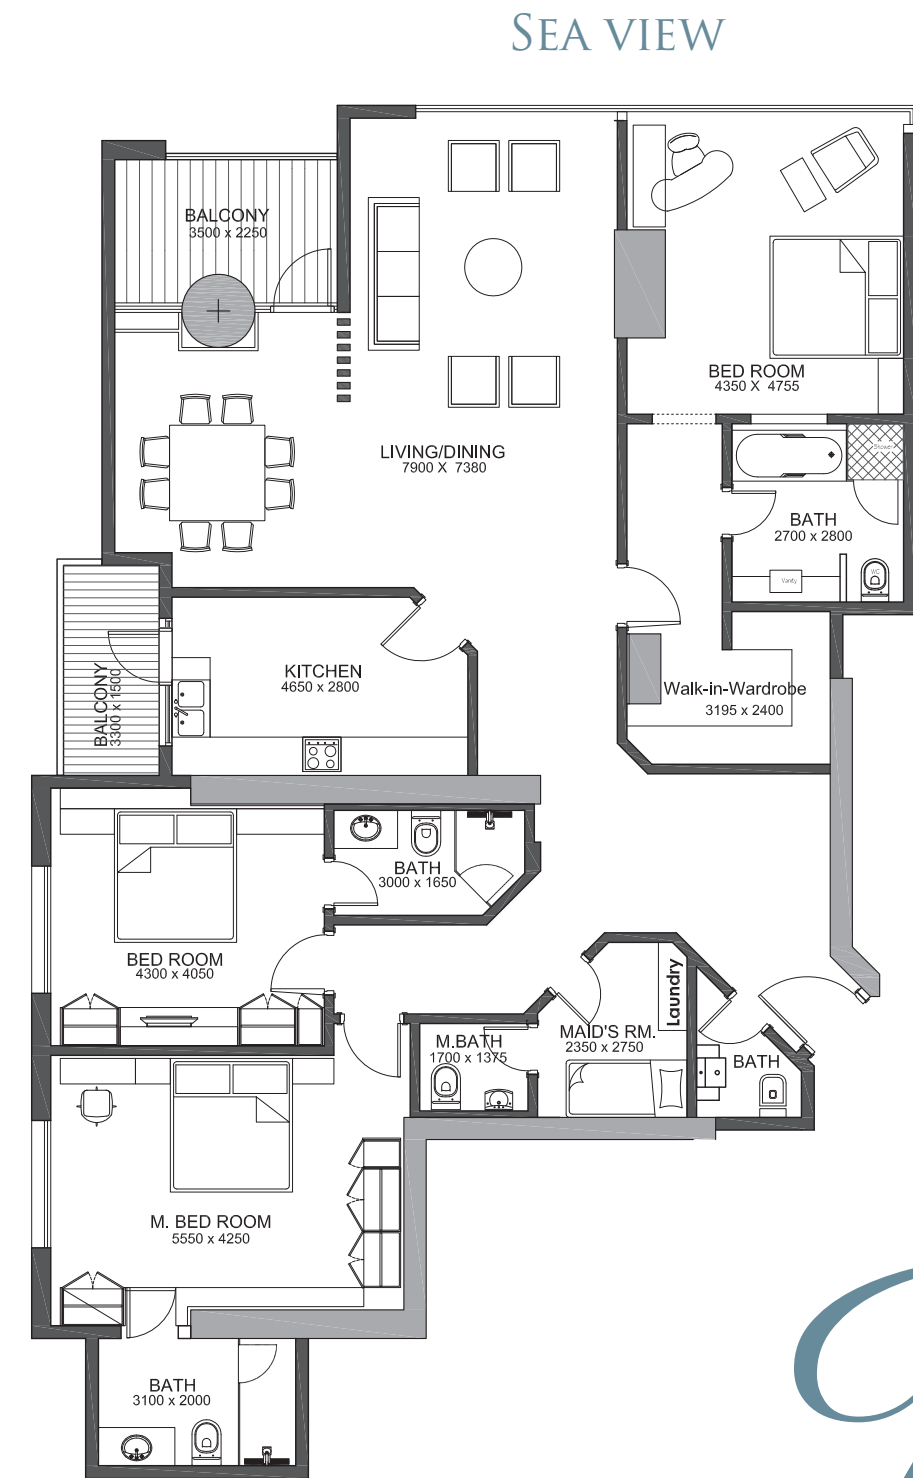 SEA VIEW
BALCONY
3500 x 2250
BED ROOM
4350 X 4755
LIVING/DINING
7900 X 7380
Shower
BATH
2700 x 2800
WC
Vanity
KITCHEN
4650 x 2800
BALCONY
3300 x 1500
Walk-in-Wardrobe
3195 x 2400
BATH
3000 x 1650
BED ROOM
4300 x 4050
Laundry
MAID'S RM.
2350 x 2750
M.BATH
1700 x 1375
BATH
M. BED ROOM
5550 x 4250
BATH
3100 x 2000